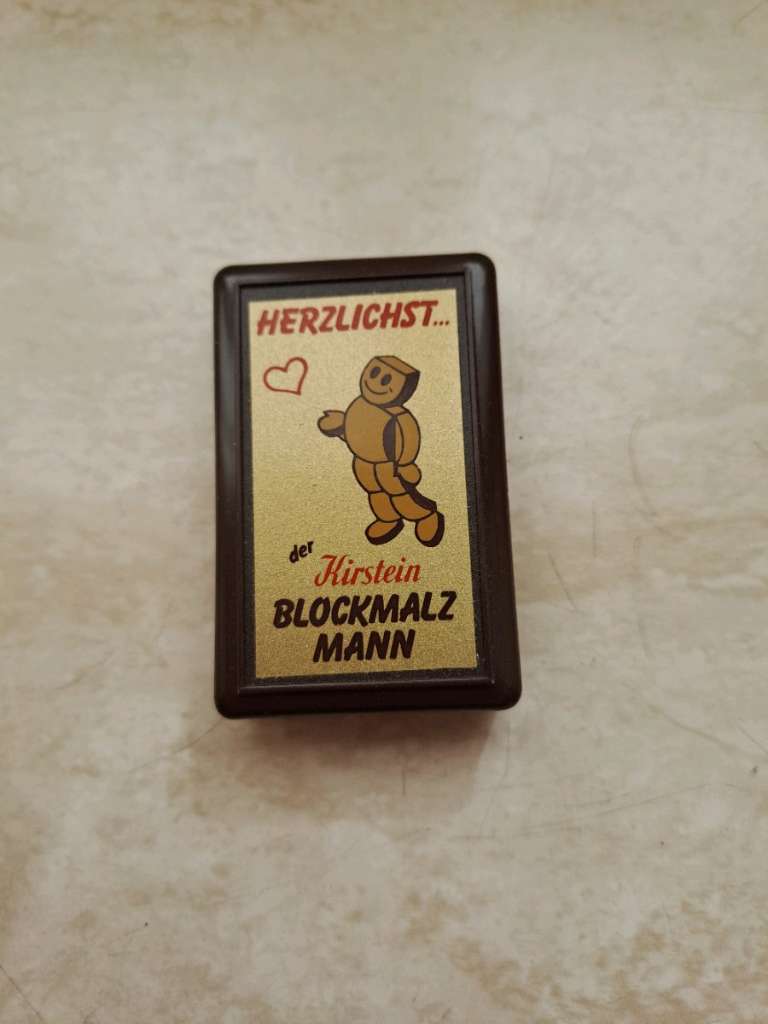 HERZLICHST...
der
Kirstein
BLOCKMALZ
MANN